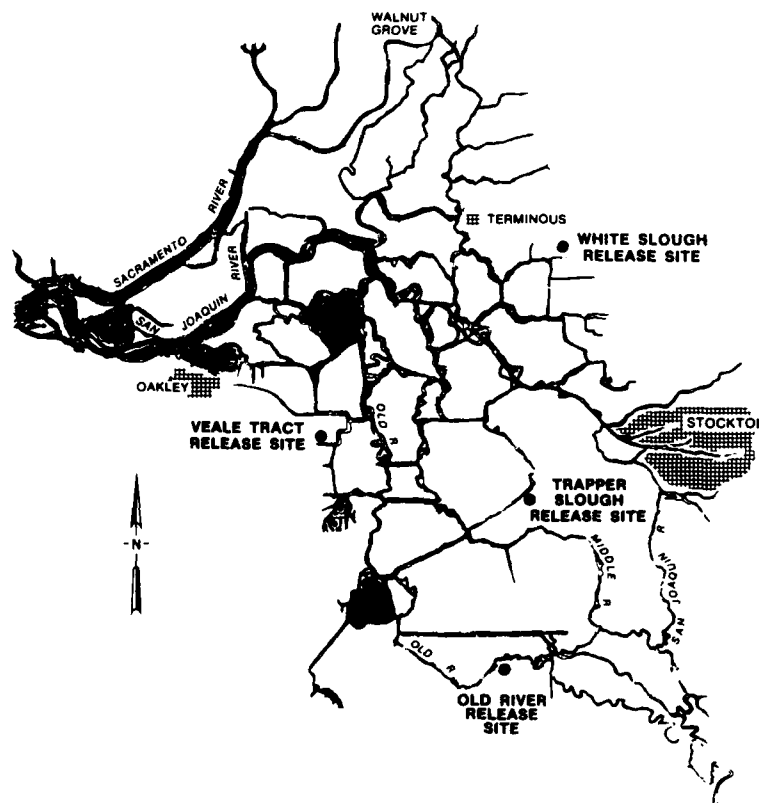 WALNUT
GROVE
TERMINOUS
WHITE SLOUGH
RELEASE SITE
SACRAMENTO
RIVER
SAN
JOAQUIN
RIVER
OAKLEY
VEALE TRACT
RELEASE SITE
OLD
R
STOCKTO
TRAPPER
SLOUGH
RELEASE SITE
-N-
MIDDLE
R
SAN JOAQUIN
R
OLD R
OLD RIVER
RELEASE
SITE